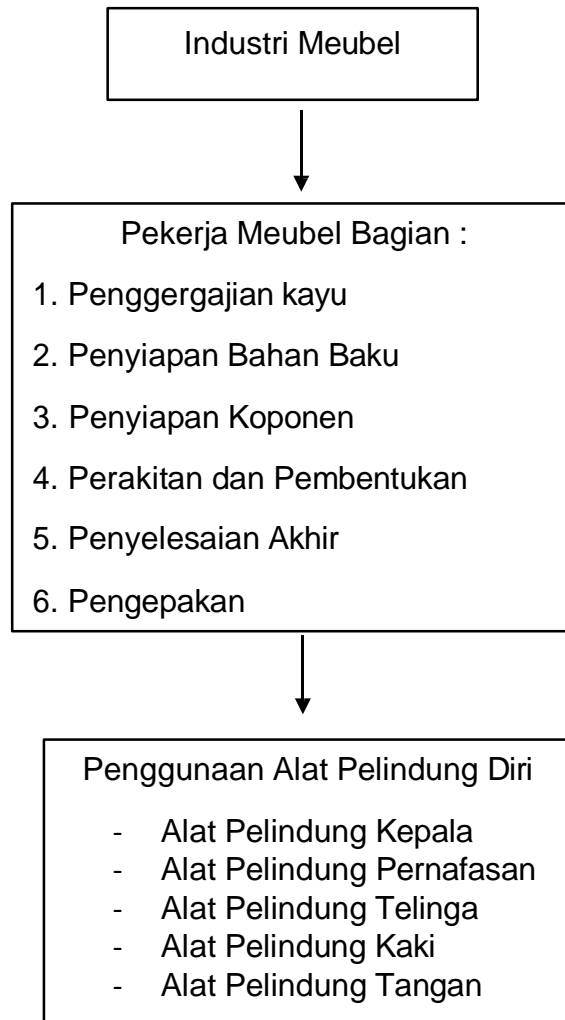 Industri Meubel
Pekerja Meubel Bagian :
1. Penggergajian kayu
2. Penyiapan Bahan Baku
3. Penyiapan Koponen
4. Perakitan dan Pembentukan
5. Penyelesaian Akhir
6. Pengepakan
Penggunaan Alat Pelindung Diri
- Alat Pelindung Kepala
- Alat Pelindung Pernafasan
- Alat Pelindung Telinga
- Alat Pelindung Kaki
- Alat Pelindung Tangan